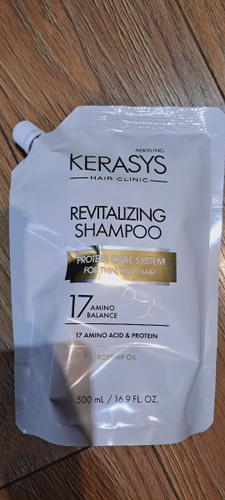 AEKYUNG
KERASYS
HAIR CLINIC
REVITALIZING
SHAMPOO
PROTEIN CARE SYSTEM
FOR THIN, FLAT HAIR
17 AMINO
BALANCE
17 AMINO ACID & PROTEIN
ROSEHIP OIL
500 mL / 16.9 FL. OZ.